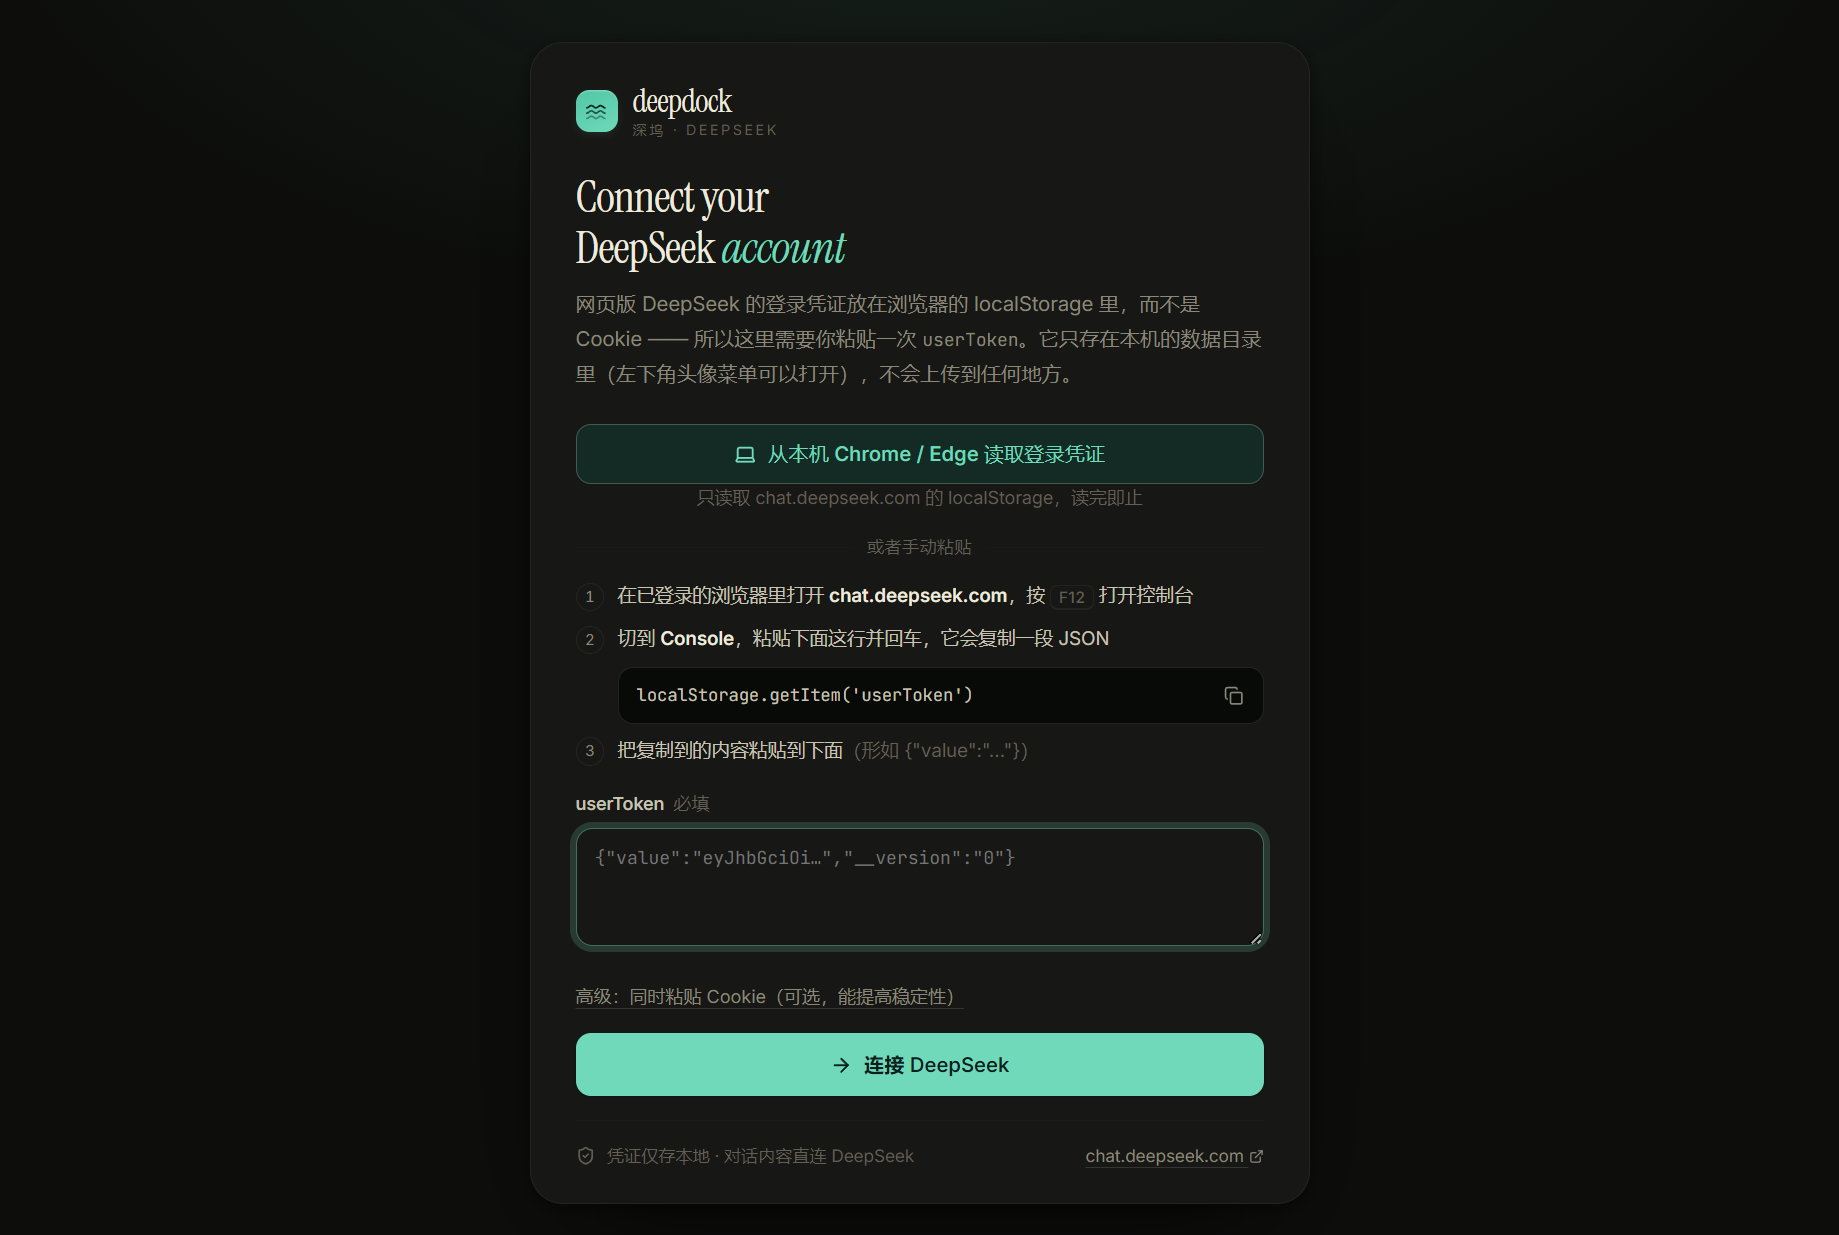 deepdock
深坞 · DEEPSEEK
Connect your
DeepSeek account
网页版 DeepSeek 的登录凭证放在浏览器的 localStorage 里，而不是
Cookie —— 所以这里需要你粘贴一次 userToken。它只存在本机的数据目录
里（左下角头像菜单可以打开），不会上传到任何地方。
从本机 Chrome / Edge 读取登录凭证
只读取 chat.deepseek.com 的 localStorage，读完即止
或者手动粘贴
1 在已登录的浏览器里打开 chat.deepseek.com，按 F12 打开控制台
2 切到 Console，粘贴下面这行并回车，它会复制一段 JSON
localStorage.getItem('userToken')
3 把复制到的内容粘贴到下面（形如 {"value":"…"}）
userToken 必填
{"value":"eyJhbGciOi…","__version":"0"}
高级：同时粘贴 Cookie（可选，能提高稳定性）
→ 连接 DeepSeek
凭证仅存本地 · 对话内容直连 DeepSeek
chat.deepseek.com